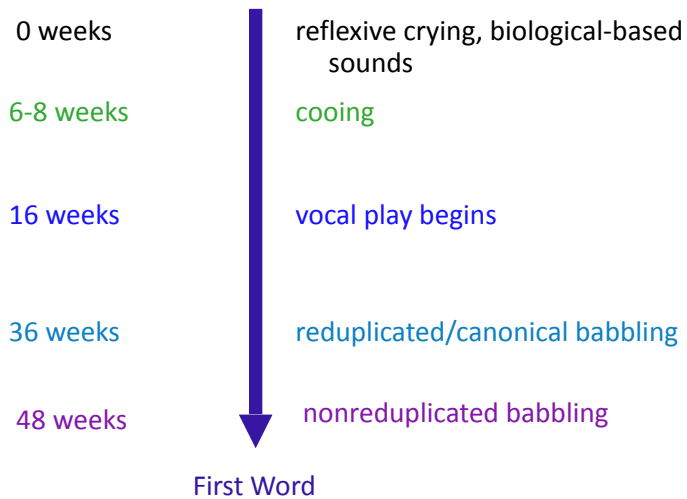 0 weeks reflexive crying, biological-based
sounds
6-8 weeks cooing
16 weeks vocal play begins
36 weeks reduplicated/canonical babbling
48 weeks nonreduplicated babbling
First Word